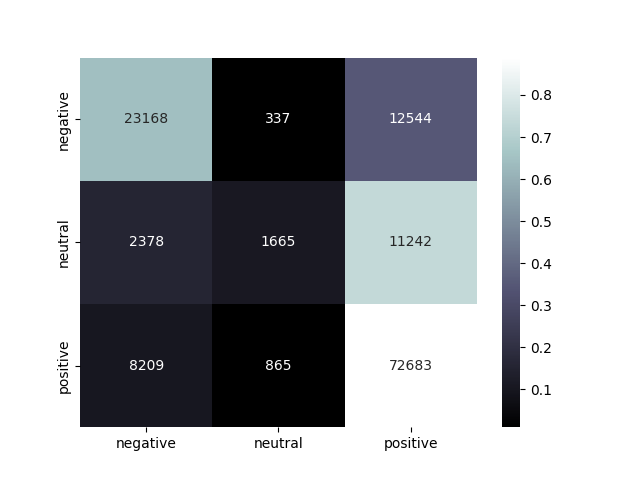 negative 23168 337 12544
neutral 2378 1665 11242
positive 8209 865 72683
negative neutral positive
0.8
0.7
0.6
0.5
0.4
0.3
0.2
0.1